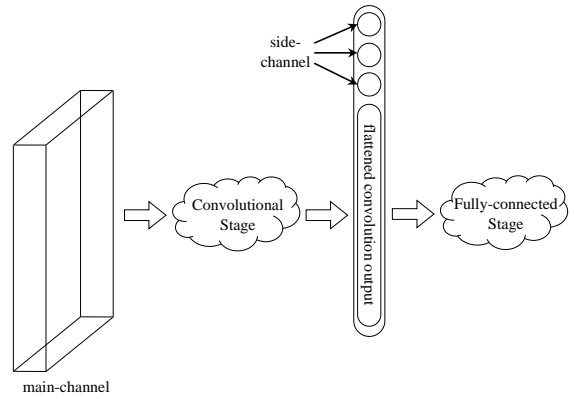 side-
channel
flattened convolution output
Convolutional
Stage
Fully-connected
Stage
main-channel